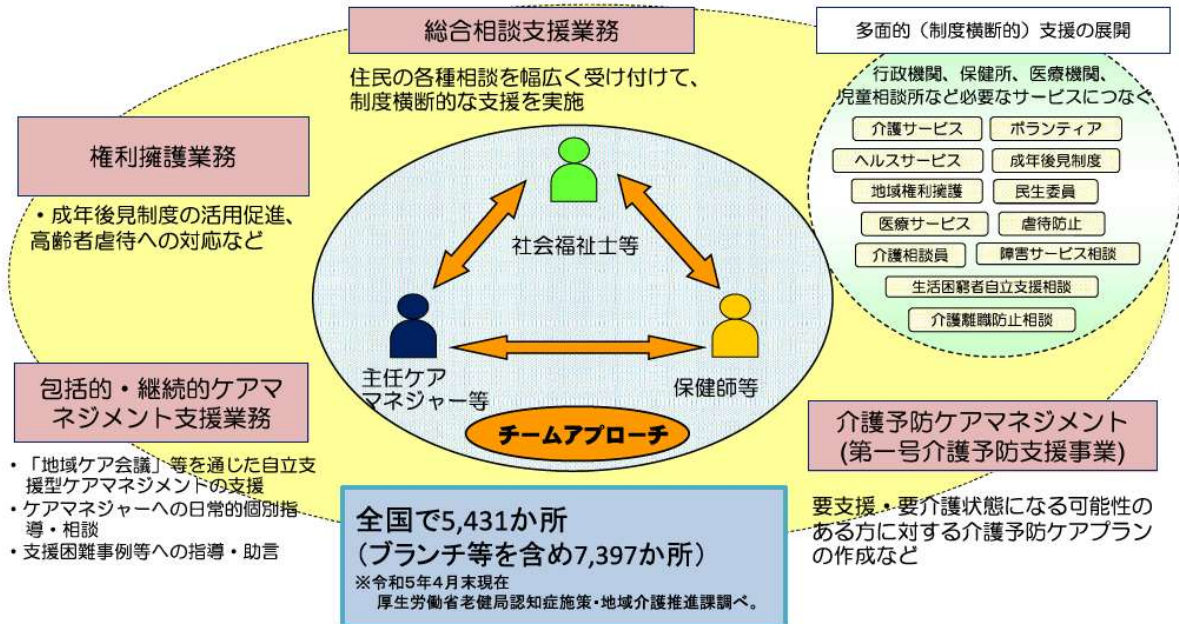 総合相談支援業務
住民の各種相談を幅広く受け付けて、
制度横断的な支援を実施
多面的（制度横断的）支援の展開
行政機関、保健所、医療機関、
児童相談所など必要なサービスにつなぐ
介護サービス
ボランティア
ヘルスサービス
成年後見制度
地域権利擁護
民生委員
医療サービス
虐待防止
介護相談員
障害サービス相談
生活困窮者自立支援相談
介護離職防止相談
権利擁護業務
・成年後見制度の活用促進、
高齢者虐待への対応など
社会福祉士等
主任ケア
マネジャー等
保健師等
チームアプローチ
包括的・継続的ケアマ
ネジメント支援業務
・「地域ケア会議」等を通じた自立支
援型ケアマネジメントの支援
・ケアマネジャーへの日常的個別指
導・相談
・支援困難事例等への指導・助言
介護予防ケアマネジメント
(第一号介護予防支援事業)
要支援・要介護状態になる可能性の
ある方に対する介護予防ケアプラン
の作成など
全国で5,431か所
（ブランチ等を含め7,397か所）
※令和5年4月末現在
厚生労働省老健局認知症施策・地域介護推進課調べ。